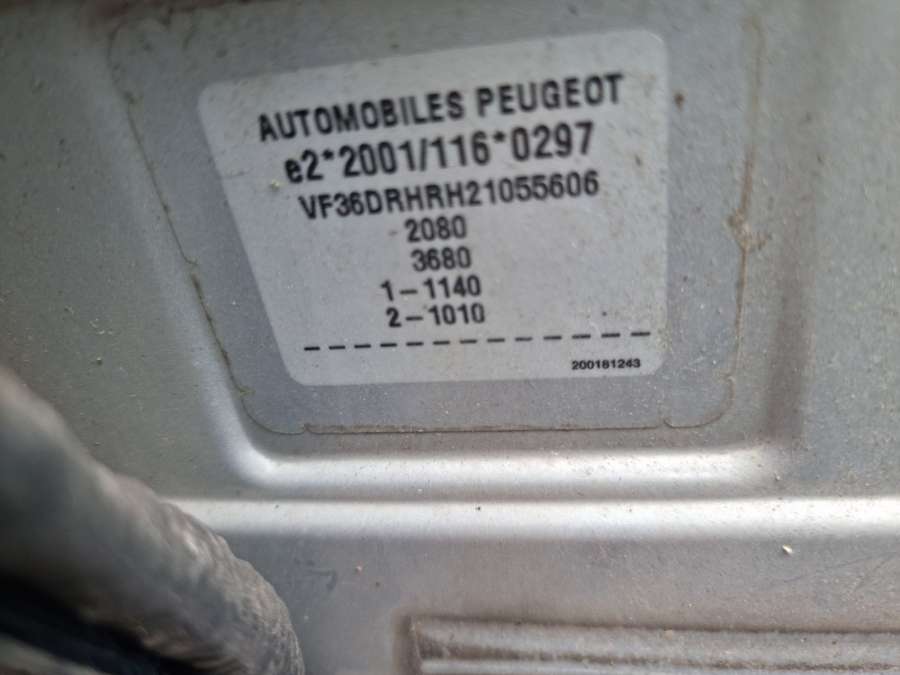 AUTOMOBILES PEUGEOT
e2*2001/116*0297
VF36DRHRH21055606
2080
3680
1-1140
2-1010
200181243